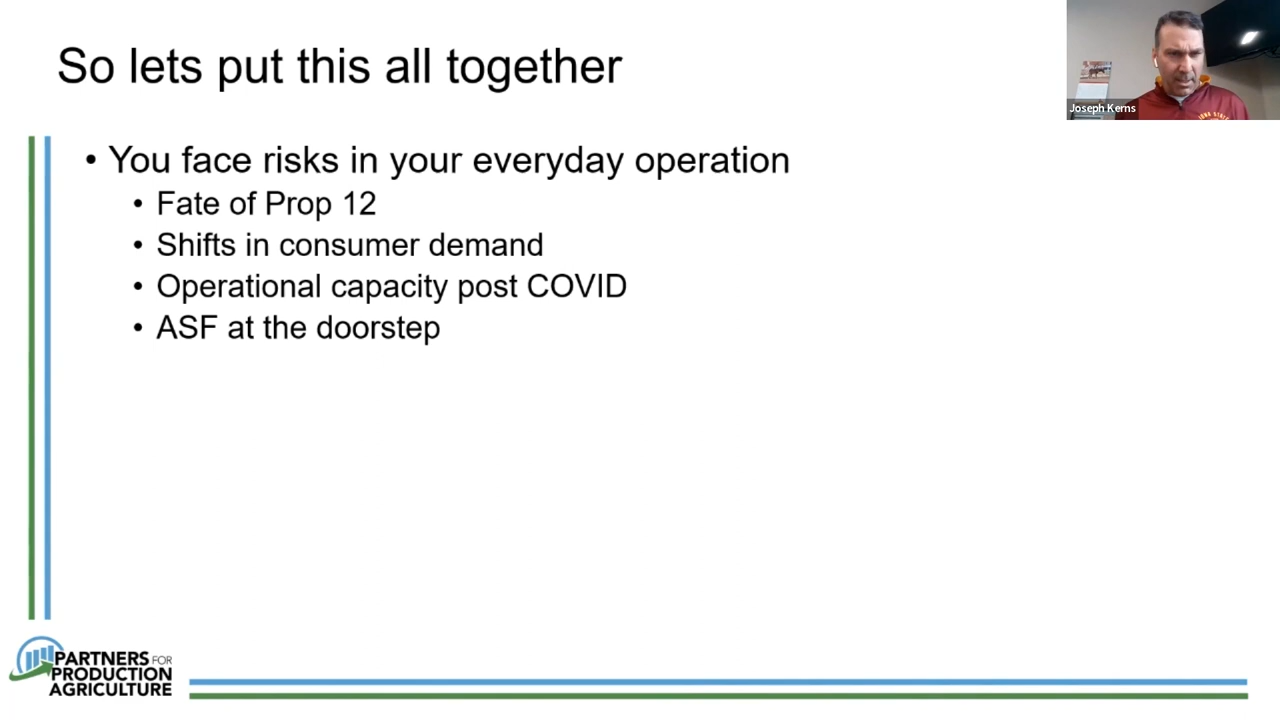 So lets put this all together
Joseph Kerns
• You face risks in your everyday operation
• Fate of Prop 12
• Shifts in consumer demand
• Operational capacity post COVID
• ASF at the doorstep
PARTNERS FOR
PRODUCTION
AGRICULTURE